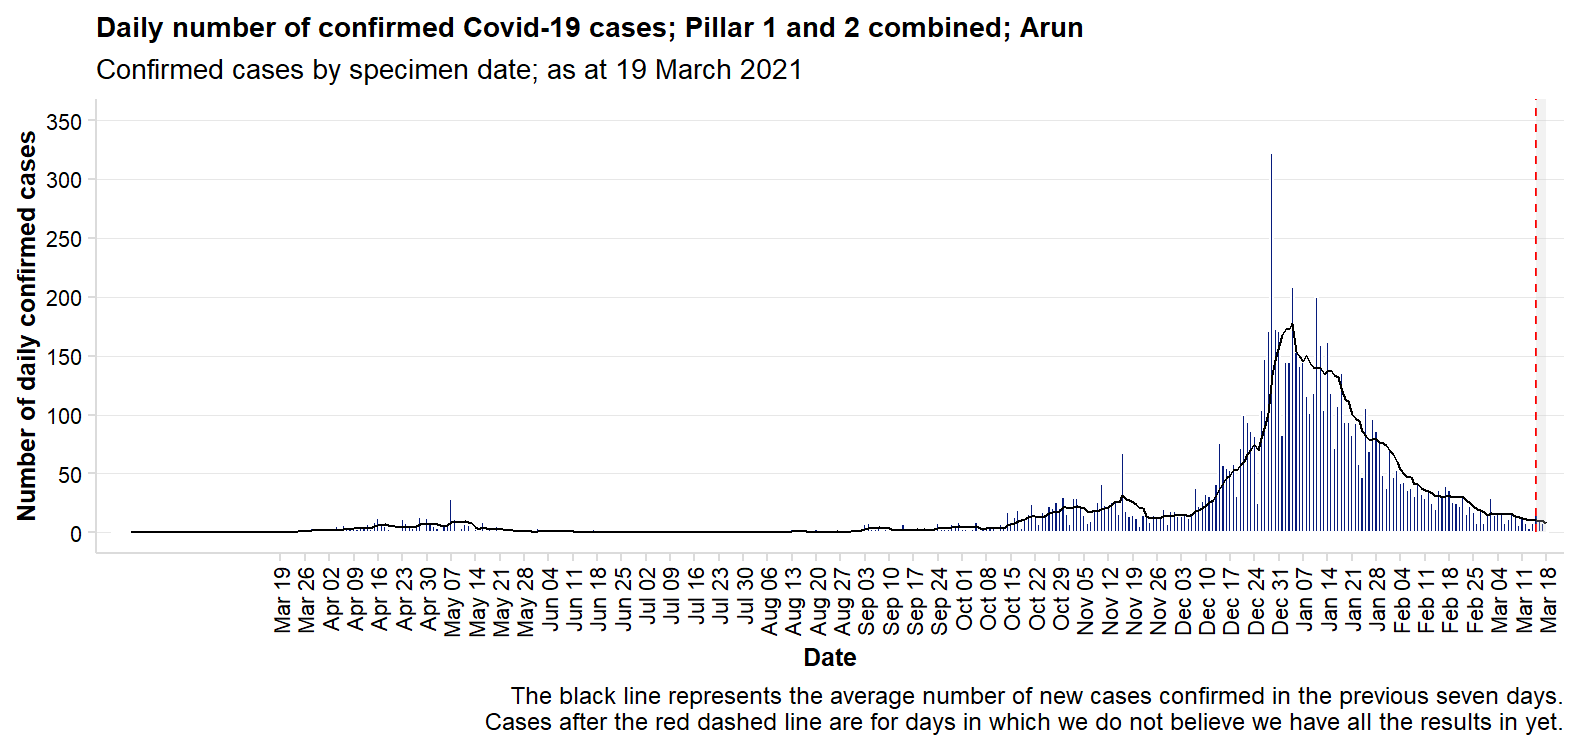 Daily number of confirmed Covid-19 cases; Pillar 1 and 2 combined; Arun
Confirmed cases by specimen date; as at 19 March 2021
Number of daily confirmed cases
350
300
250
200
150
100
50
0
Mar 19
Mar 26
Apr 02
Apr 09
Apr 16
Apr 23
Apr 30
May 07
May 14
May 21
May 28
Jun 04
Jun 11
Jun 18
Jun 25
Jul 02
Jul 09
Jul 16
Jul 23
Jul 30
Aug 06
Aug 13
Aug 20
Aug 27
Sep 03
Sep 10
Sep 17
Sep 24
Oct 01
Oct 08
Oct 15
Oct 22
Oct 29
Nov 05
Nov 12
Nov 19
Nov 26
Dec 03
Dec 10
Dec 17
Dec 24
Dec 31
Jan 07
Jan 14
Jan 21
Jan 28
Feb 04
Feb 11
Feb 18
Feb 25
Mar 04
Mar 11
Mar 18
Date
The black line represents the average number of new cases confirmed in the previous seven days.
Cases after the red dashed line are for days in which we do not believe we have all the results in yet.